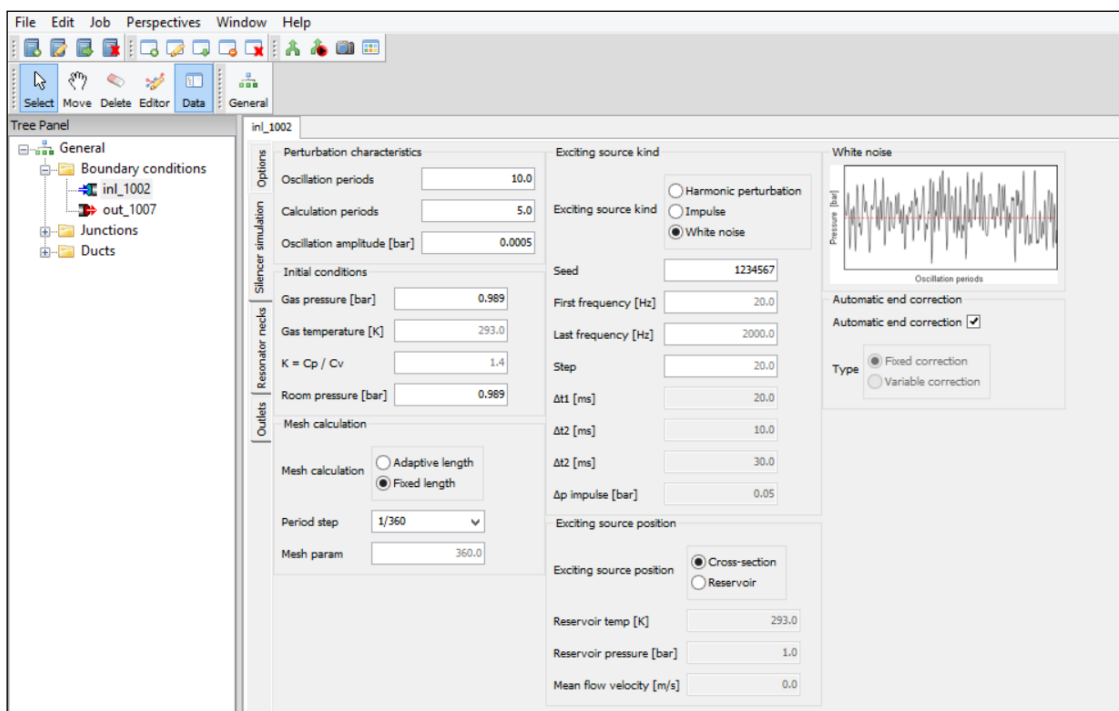 File Edit Job Perspectives Window Help
Select Move Delete Editor Data General
Tree Panel
General
Boundary conditions
inl_1002
out_1007
Junctions
Ducts
inl_1002
Options
Silencer simulation
Resonator necks
Outlets
Perturbation characteristics
Oscillation periods 10.0
Calculation periods 5.0
Oscillation amplitude [bar] 0.0005
Initial conditions
Gas pressure [bar] 0.989
Gas temperature [K] 293.0
K = Cp / Cv 1.4
Room pressure [bar] 0.989
Mesh calculation
Mesh calculation
Adaptive length
Fixed length
Period step 1/360
Mesh param 360.0
Exciting source kind
Exciting source kind
Harmonic perturbation
Impulse
White noise
Seed 1234567
First frequency [Hz] 20.0
Last frequency [Hz] 2000.0
Step 20.0
Δt1 [ms] 20.0
Δt2 [ms] 10.0
Δt2 [ms] 30.0
Δp impulse [bar] 0.05
Exciting source position
Exciting source position
Cross-section
Reservoir
Reservoir temp [K] 293.0
Reservoir pressure [bar] 1.0
Mean flow velocity [m/s] 0.0
White noise
Pressure [bar]
Oscillation periods
Automatic end correction
Automatic end correction
Type
Fixed correction
Variable correction